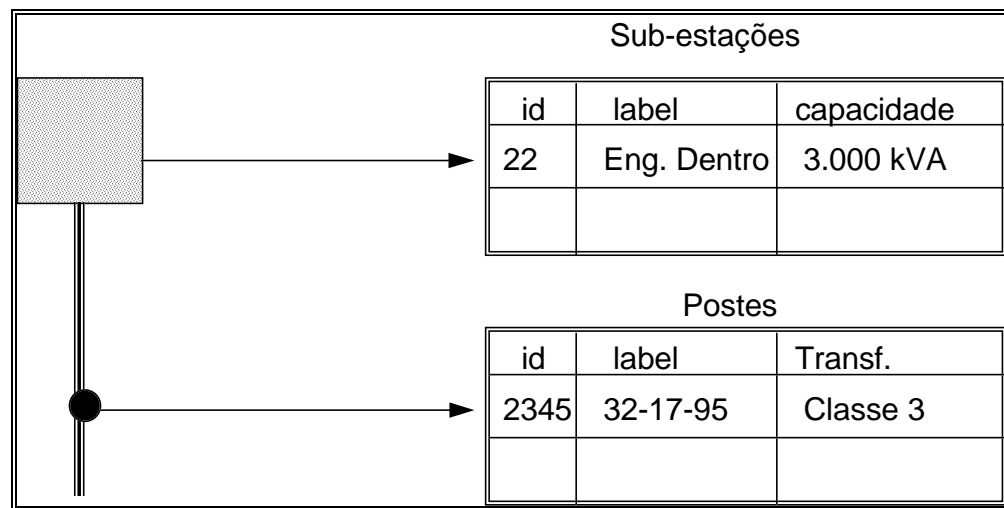 Sub-estações
id label capacidade
22 Eng. Dentro 3.000 kVA
Postes
id label Transf.
2345 32-17-95 Classe 3